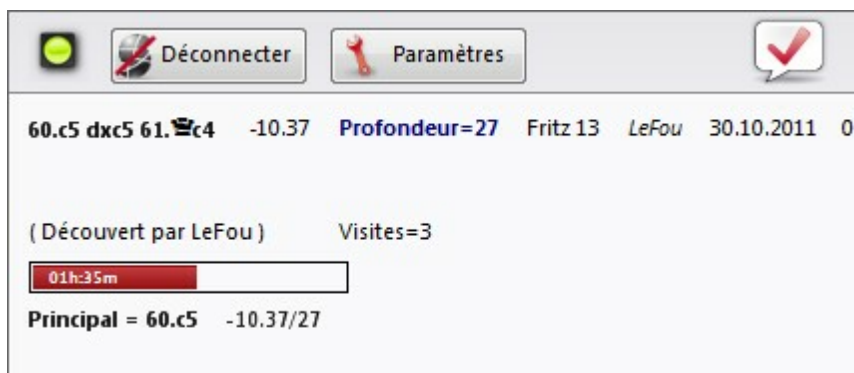 Déconnecter Paramètres
60.c5 dxc5 61.♚c4 -10.37 Profondeur=27 Fritz 13 LeFou 30.10.2011 0
( Découvert par LeFou ) Visites=3
01h:35m
Principal = 60.c5 -10.37/27